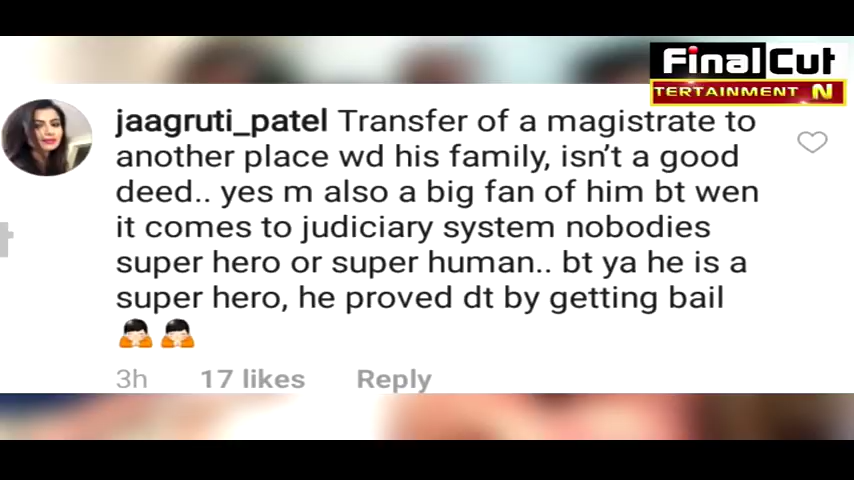 Final Cut
TERTAINMENT N
jaagruti_patel Transfer of a magistrate to
another place wd his family, isn't a good
deed.. yes m also a big fan of him bt wen
it comes to judiciary system nobodies
super hero or super human.. bt ya he is a
super hero, he proved dt by getting bail
3h 17 likes Reply